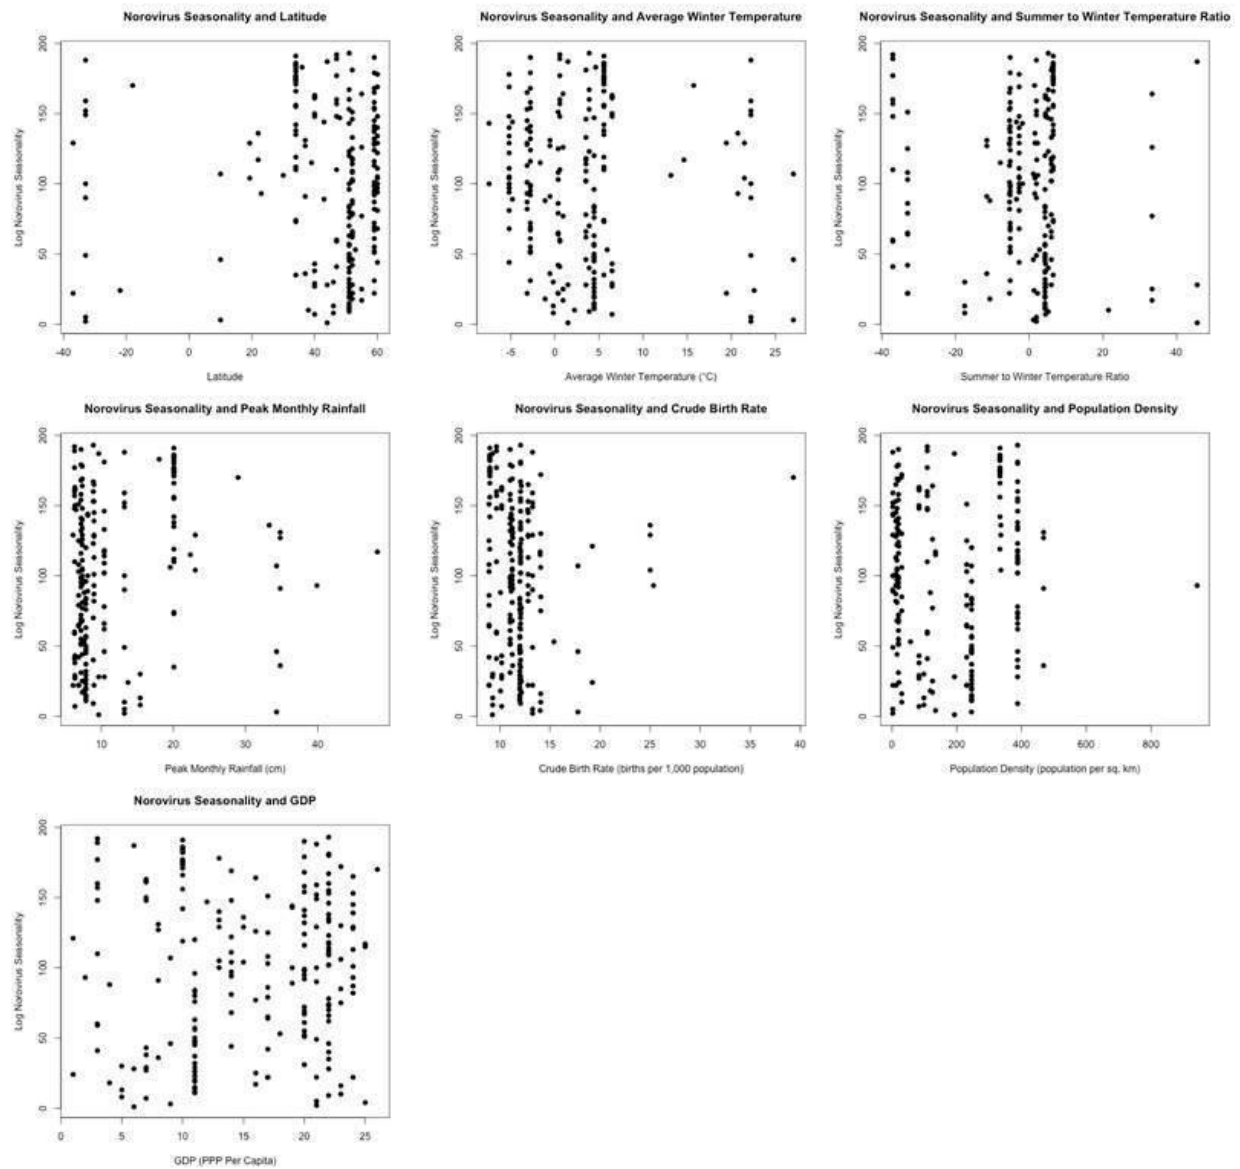 Norovirus Seasonality and Latitude
Log Norovirus Seasonality
200
150
100
50
0
-40 -20 0 20 40 60
Latitude
Norovirus Seasonality and Average Winter Temperature
Log Norovirus Seasonality
200
150
100
50
0
-5 0 5 10 15 20 25
Average Winter Temperature (°C)
Norovirus Seasonality and Summer to Winter Temperature Ratio
Log Norovirus Seasonality
200
150
100
50
0
-40 -20 0 20 40
Summer to Winter Temperature Ratio
Norovirus Seasonality and Peak Monthly Rainfall
Log Norovirus Seasonality
200
150
100
50
0
10 20 30 40
Peak Monthly Rainfall (cm)
Norovirus Seasonality and Crude Birth Rate
Log Norovirus Seasonality
200
150
100
50
0
10 15 20 25 30 35 40
Crude Birth Rate (births per 1,000 population)
Norovirus Seasonality and Population Density
Log Norovirus Seasonality
200
150
100
50
0
0 200 400 600 800
Population Density (population per sq. km)
Norovirus Seasonality and GDP
Log Norovirus Seasonality
200
150
100
50
0
0 5 10 15 20 25
GDP (PPP Per Capita)